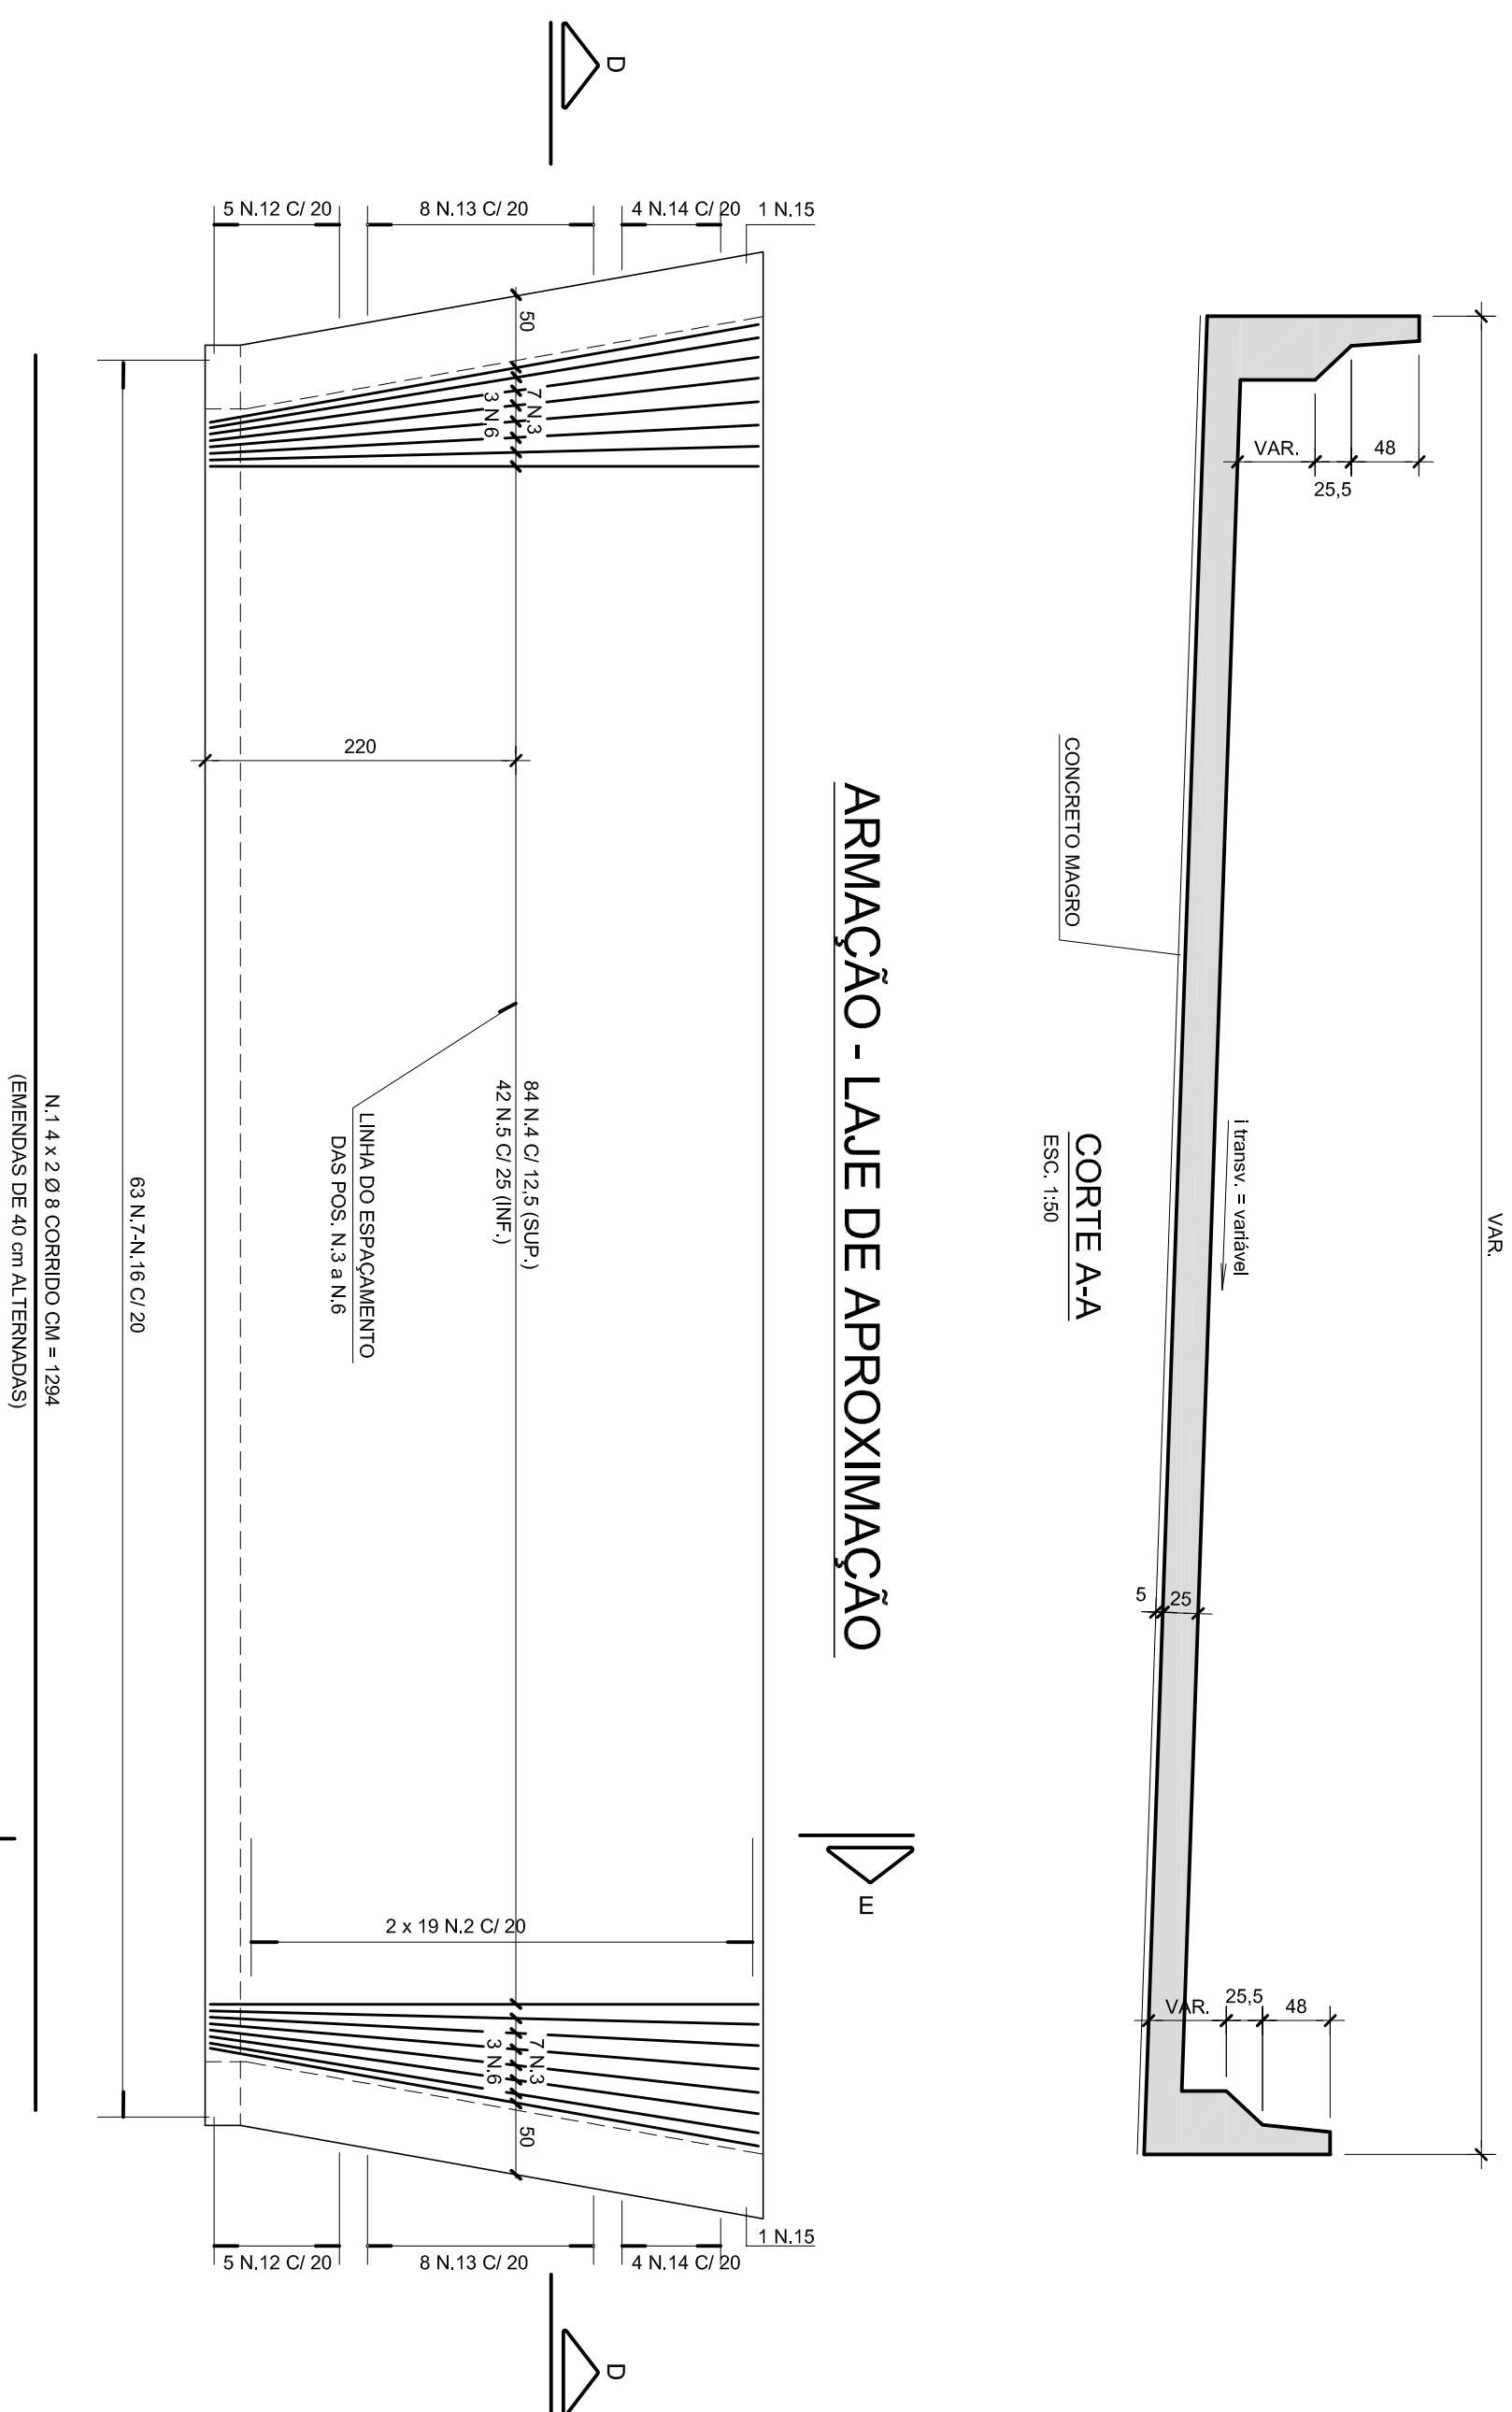 VAR.
VAR.
25,5
48
i transv. = variável
CONCRETO MAGRO
5
25
VAR.
25,5
48
CORTE A-A
ESC. 1:50
ARMAÇÃO - LAJE DE APROXIMAÇÃO
E
D
D
1 N.15
4 N.14 C/ 20
8 N.13 C/ 20
5 N.12 C/ 20
1 N.15
4 N.14 C/ 20
8 N.13 C/ 20
5 N.12 C/ 20
50
7 N.3
3 N.6
220
84 N.4 C/ 12,5 (SUP.)
42 N.5 C/ 25 (INF.)
LINHA DO ESPAÇAMENTO
DAS POS. N.3 a N.6
2 x 19 N.2 C/ 20
7 N.3
3 N.6
50
63 N.7-N.16 C/ 20
N.1 4 x 2 Ø 8 CORRIDO CM = 1294
(EMENDAS DE 40 cm ALTERNADAS)